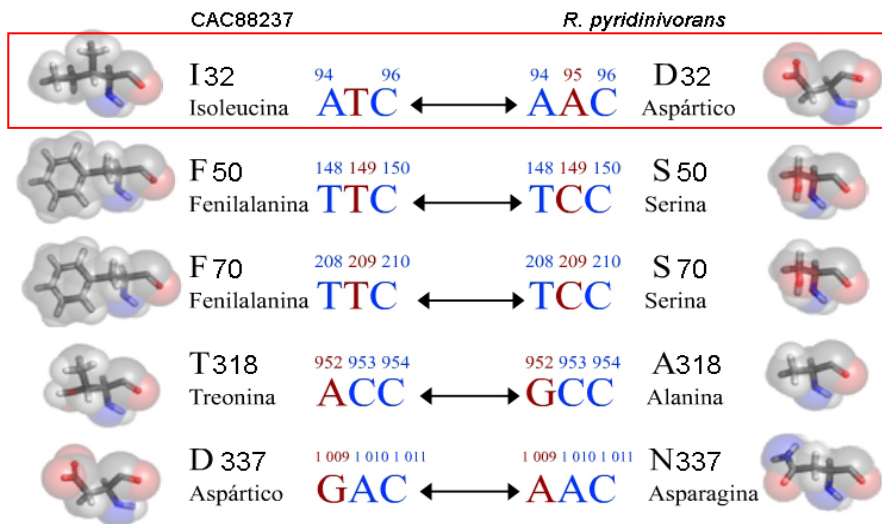 CAC88237 R. pyridinivorans
94 96 94 95 96
I32 ATC AAC D32
Isoleucina Aspártico
148 149 150 148 149 150
F50 TTC TCC S50
Fenilalanina Serina
208 209 210 208 209 210
F70 TTC TCC S70
Fenilalanina Serina
952 953 954 952 953 954
T318 ACC GCC A318
Treonina Alanina
1 009 1 010 1 011 1 009 1 010 1 011
D 337 GAC AAC N337
Aspártico Asparagina